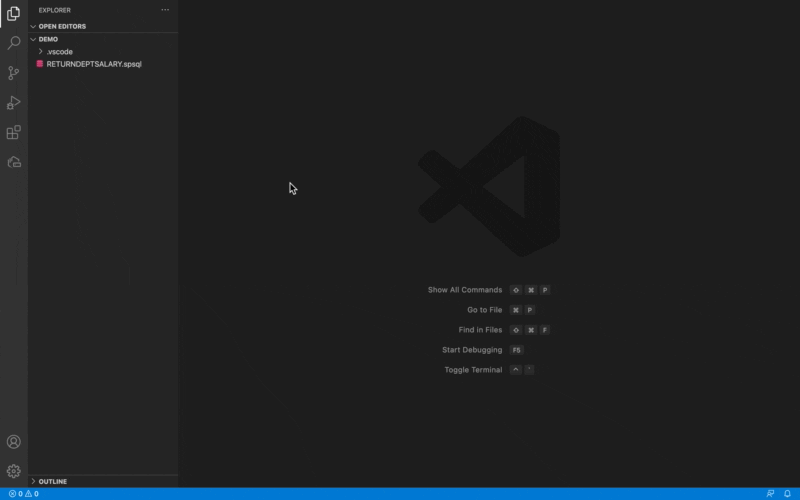 EXPLORER ...
OPEN EDITORS
DEMO
.vscode
RETURNDEPTSALARY.spsql
Show All Commands ⇧ ⌘ P
Go to File ⌘ P
Find in Files ⇧ ⌘ F
Start Debugging F5
Toggle Terminal ^ `
OUTLINE
0 0